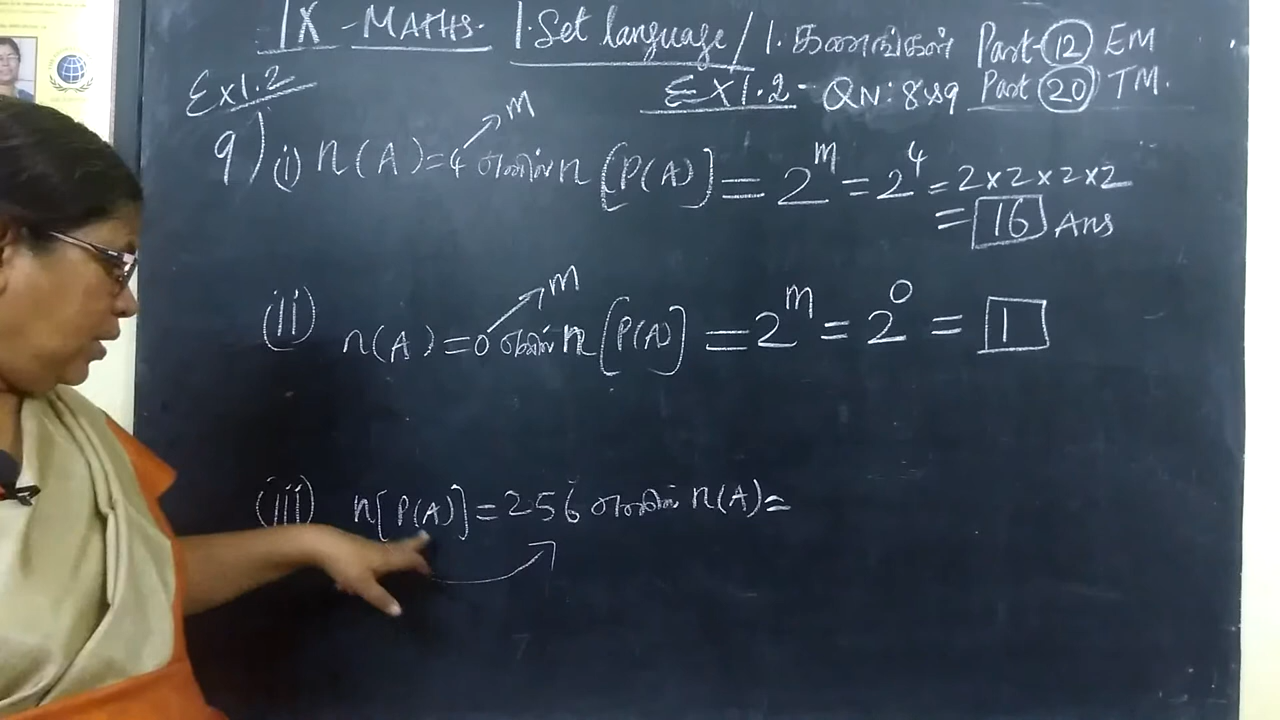 IX - MATHS. 1. Set language / 1. கணங்கள் Part-12 EM
Ex 1.2 Ex 1.2 - QN: 8 & 9 Part 20 TM.
9) (i) n(A)=4 எனில் n[P(A)] = 2^m = 2^4 = 2×2×2×2
m
= 16 Ans
(ii) n(A)=0 எனில் n[P(A)] = 2^m = 2^0 = 1
m
(iii) n[P(A)] = 256 எனில் n(A)=